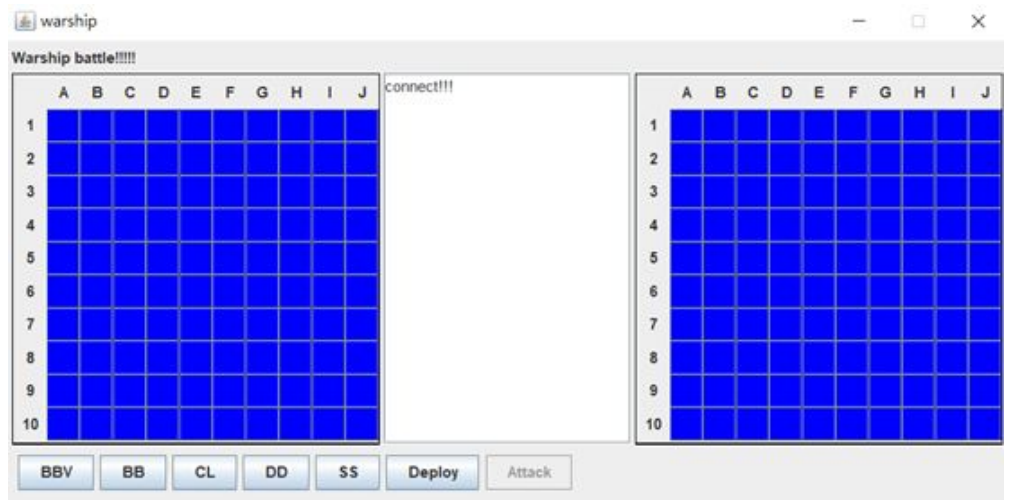 warship
Warship battle!!!!!
A B C D E F G H I J
connect!!!
A B C D E F G H I J
1 1
2 2
3 3
4 4
5 5
6 6
7 7
8 8
9 9
10 10
BBV BB CL DD SS Deploy Attack